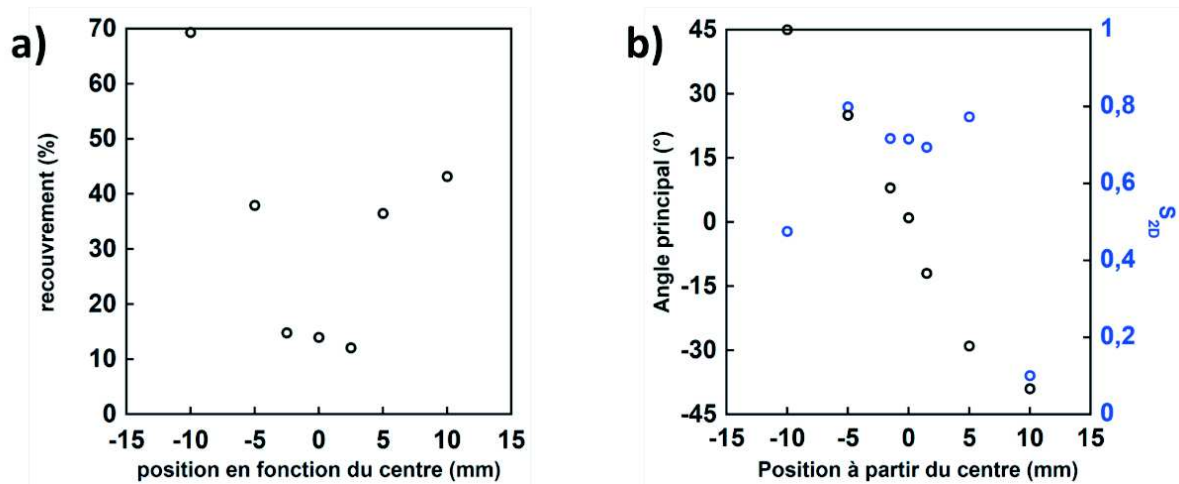 a)
recouvrement (%)
70
60
50
40
30
20
10
0
-15 -10 -5 0 5 10 15
position en fonction du centre (mm)
b)
Angle principal (°)
45
30
15
0
-15
-30
-45
-15 -10 -5 0 5 10 15
Position à partir du centre (mm)
1
0,8
0,6
0,4
0,2
0
S2D